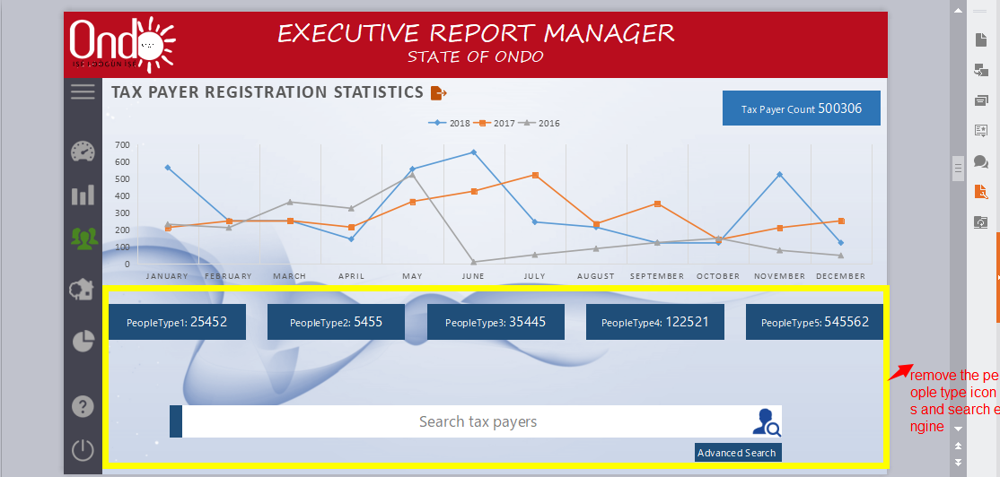 Ondo
EXECUTIVE REPORT MANAGER
STATE OF ONDO
TAX PAYER REGISTRATION STATISTICS
Tax Payer Count 500306
2018 2017 2016
700
600
500
400
300
200
100
0
JANUARY FEBRUARY MARCH APRIL MAY JUNE JULY AUGUST SEPTEMBER OCTOBER NOVEMBER DECEMBER
PeopleType1: 25452 PeopleType2: 5455 PeopleType3: 35445 PeopleType4: 122521 PeopleType5: 545562
remove the pe
ople type icon
s and search e
ngine
Search tax payers
Advanced Search